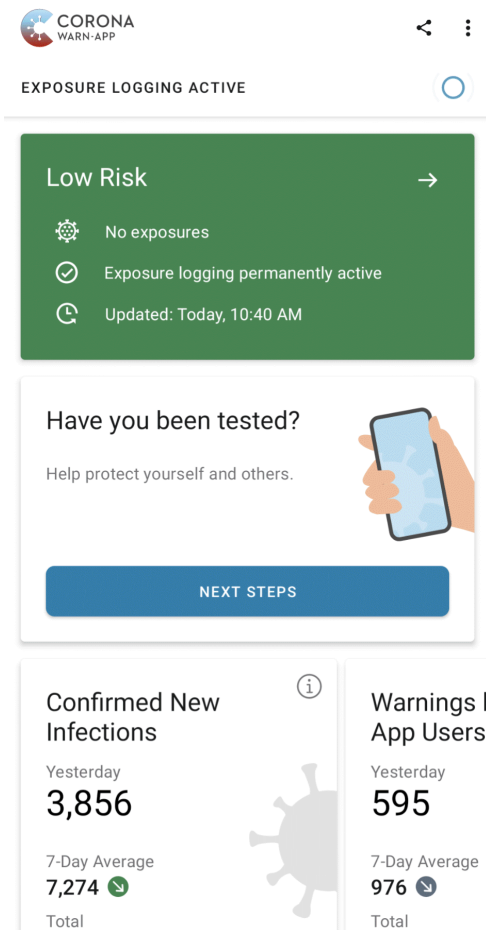 CORONA
WARN-APP
EXPOSURE LOGGING ACTIVE
Low Risk
No exposures
Exposure logging permanently active
Updated: Today, 10:40 AM
Have you been tested?
Help protect yourself and others.
NEXT STEPS
Confirmed New
Infections
Yesterday
3,856
7-Day Average
7,274
Total
Warnings
App Users
Yesterday
595
7-Day Average
976
Total